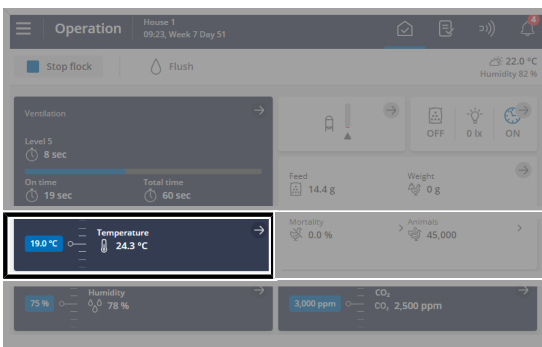 Operation
House 1
09:23, Week 7 Day 51
4
Stop flock
Flush
22.0 °C
Humidity 82 %
Ventilation
Level 5
8 sec
On time
19 sec
Total time
60 sec
OFF
0 lx
ON
Feed
14.4 g
Weight
0 g
19.0 °C
Temperature
24.3 °C
Mortality
0.0 %
Animals
45,000
75 %
Humidity
78 %
3,000 ppm
CO₂
CO₂ 2,500 ppm